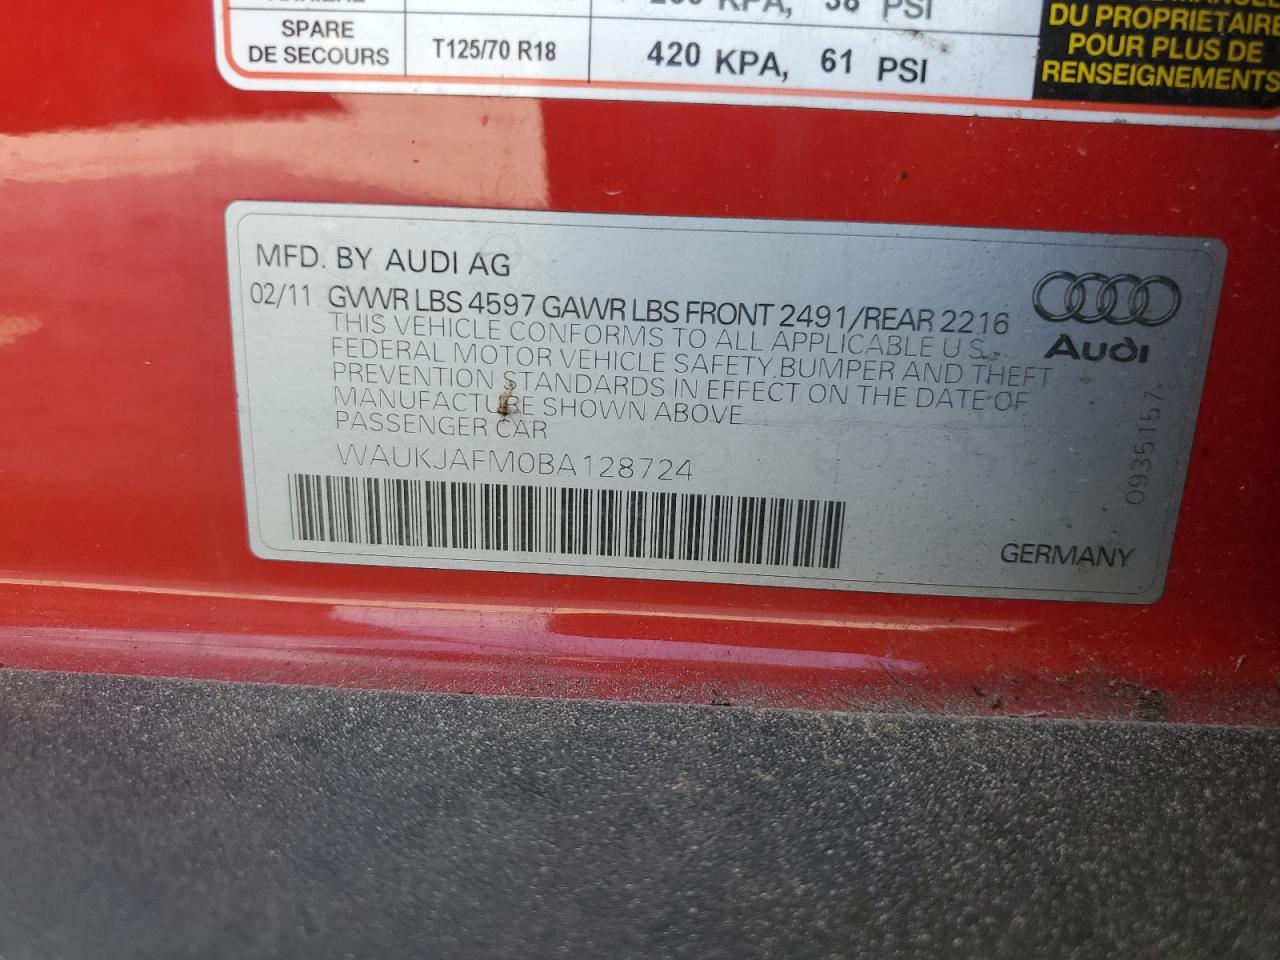 KPA, 38 PSI
SPARE
DE SECOURS
T125/70 R18
420 KPA, 61 PSI
DU PROPRIETAIRE
POUR PLUS DE
RENSEIGNEMENTS
MFD. BY AUDI AG
02/11 GVWR LBS 4597 GAWR LBS FRONT 2491/REAR 2216
THIS VEHICLE CONFORMS TO ALL APPLICABLE U.S.
FEDERAL MOTOR VEHICLE SAFETY, BUMPER AND THEFT
PREVENTION STANDARDS IN EFFECT ON THE DATE OF
MANUFACTURE SHOWN ABOVE
PASSENGER CAR
WAUKJAFM0BA128724
Audi
0935157
GERMANY